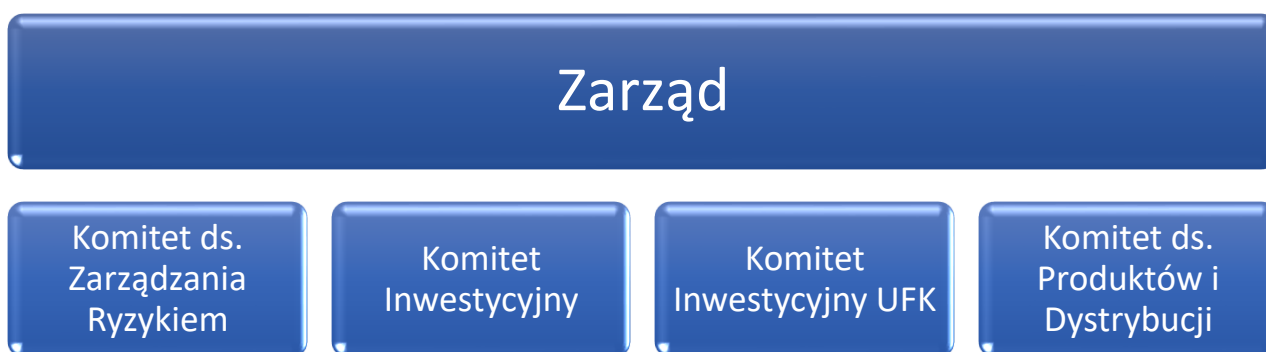 Zarząd
Komitet ds.
Zarządzania
Ryzykiem
Komitet
Inwestycyjny
Komitet
Inwestycyjny UFK
Komitet ds.
Produktów i
Dystrybucji